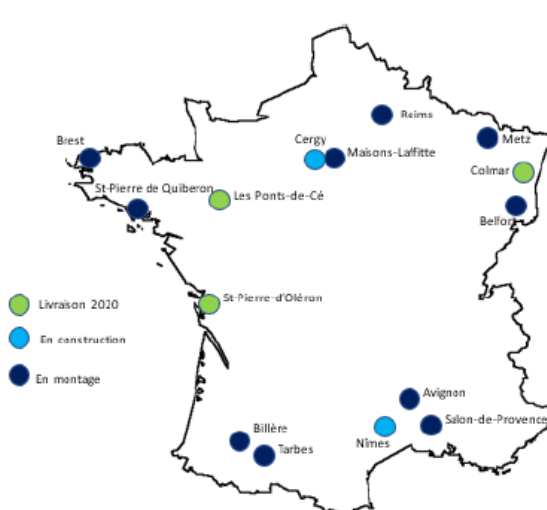 Reims
Cergy
Brest
Metz
Maisons-Laffitte
Colmar
St-Pierre de Quiberon
Les Ponts-de-Cé
Belfort
St-Pierre-d'Oléron
Livraison 2020
En construction
En montage
Avignon
Salon-de-Provence
Billère
Nîmes
Tarbes